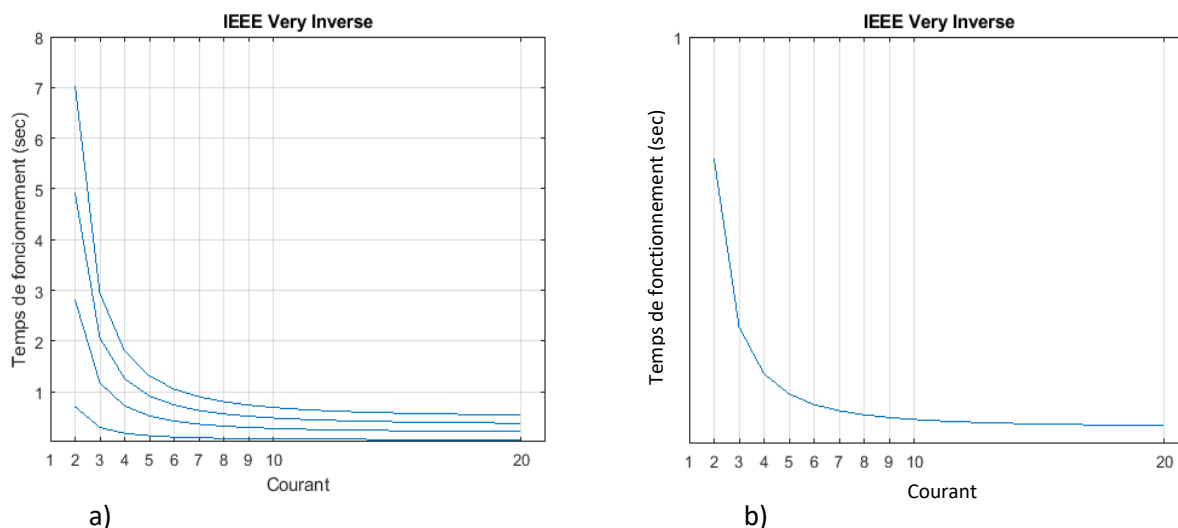 IEEE Very Inverse
8
7
6
5
4
3
2
1
Temps de foncionnement (sec)
1 2 3 4 5 6 7 8 9 10 20
Courant
a)
IEEE Very Inverse
1
Temps de fonctionnement (sec)
1 2 3 4 5 6 7 8 9 10 20
Courant
b)